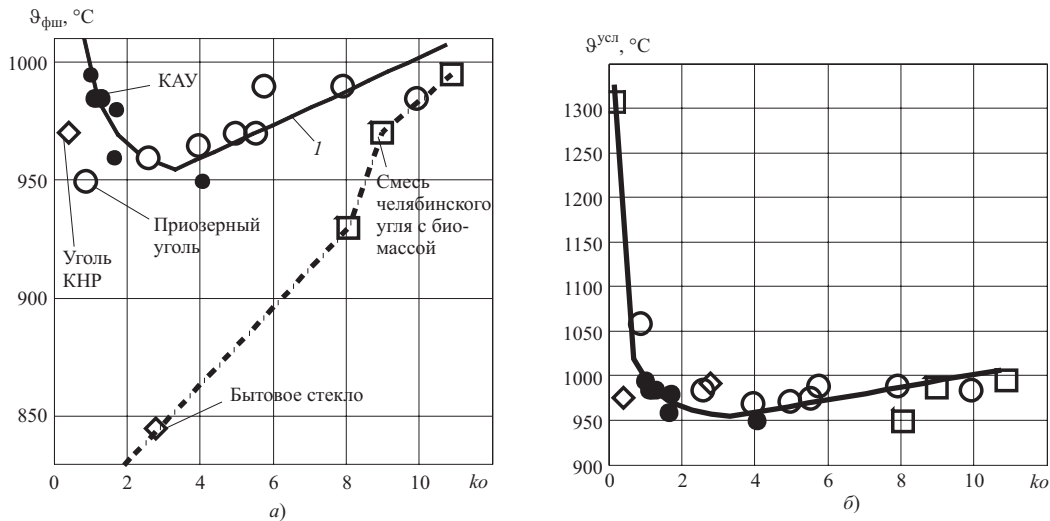 ϑфш, °C
1000
950
900
850
0
2
4
6
8
10
ko
КАУ
1
Приозерный
уголь
Уголь
КНР
Смесь
челябинского
угля с био-
массой
Бытовое стекло
а)
ϑусл, °C
1300
1250
1200
1150
1100
1050
1000
950
900
0
2
4
6
8
10
ko
б)